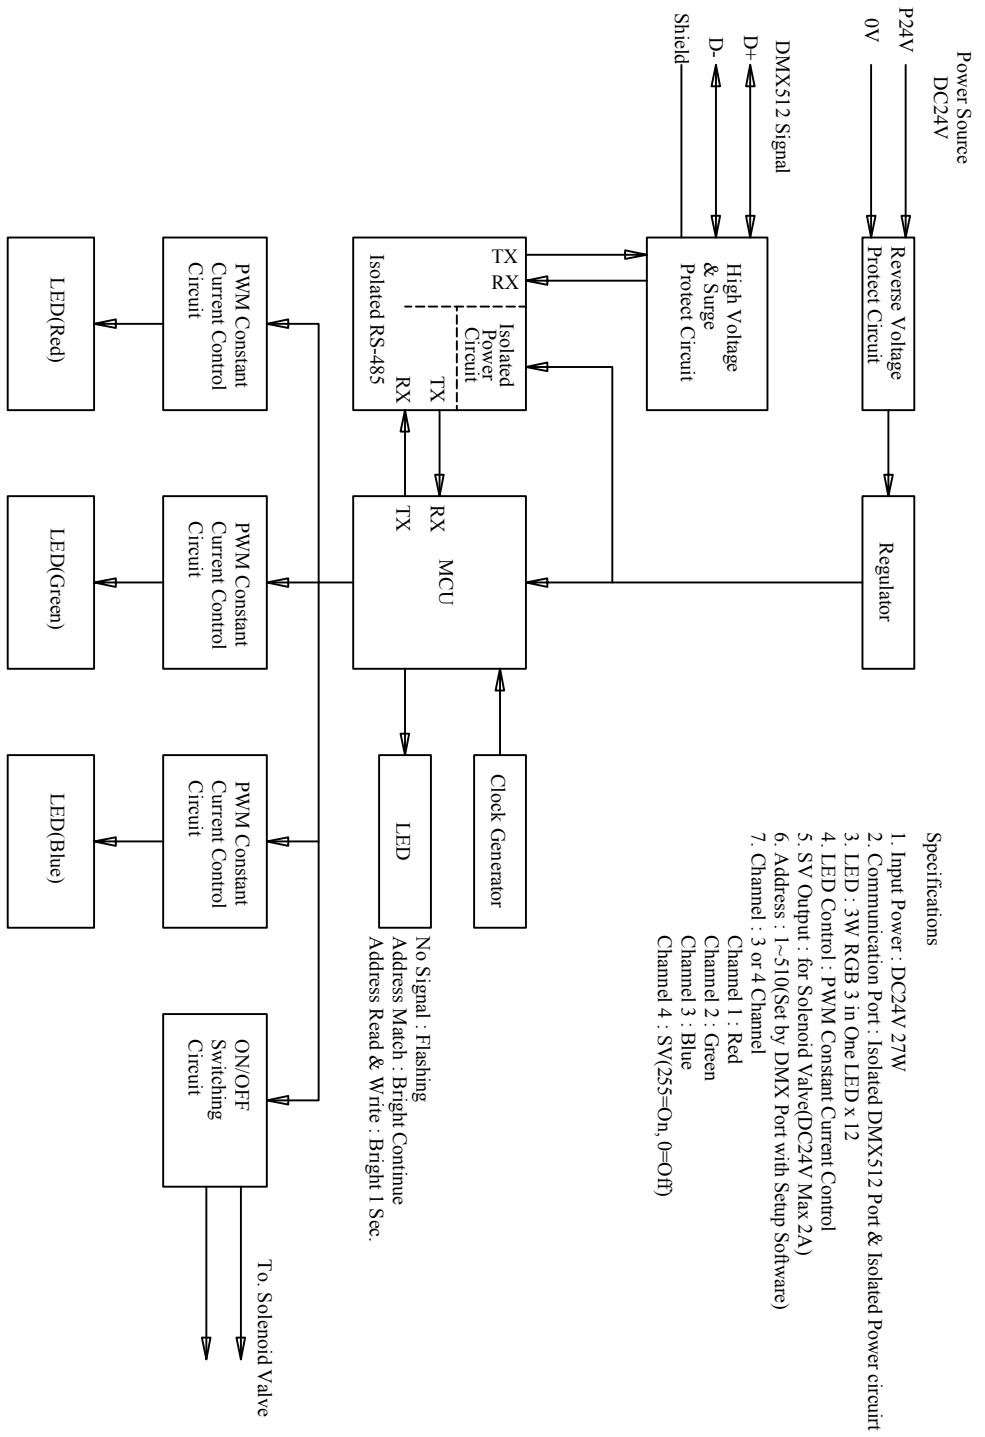 Power Source
DC24V
P24V
0V
Reverse Voltage
Protect Circuit
Regulator
DMX512 Signal
D+
D-
Shield
High Voltage
& Surge
Protect Circuit
TX
RX
Isolated
Power
Circuit
TX
RX
Isolated RS-485
RX
TX
MCU
Clock Generator
LED
No Signal : Flashing
Address Match : Bright Continue
Address Read & Write : Bright 1 Sec.
PWM Constant
Current Control
Circuit
PWM Constant
Current Control
Circuit
PWM Constant
Current Control
Circuit
ON/OFF
Switching
Circuit
To. Solenoid Valve
LED(Red)
LED(Green)
LED(Blue)
Specifications
1. Input Power : DC24V 27W
2. Communication Port : Isolated DMX512 Port & Isolated Power circuirt
3. LED : 3W RGB 3 in One LED x 12
4. LED Control : PWM Constant Current Control
5. SV Output : for Solenoid Valve(DC24V Max 2A)
6. Address : 1~510(Set by DMX Port with Setup Software)
7. Channel : 3 or 4 Channel
Channel 1 : Red
Channel 2 : Green
Channel 3 : Blue
Channel 4 : SV(255=On, 0=Off)